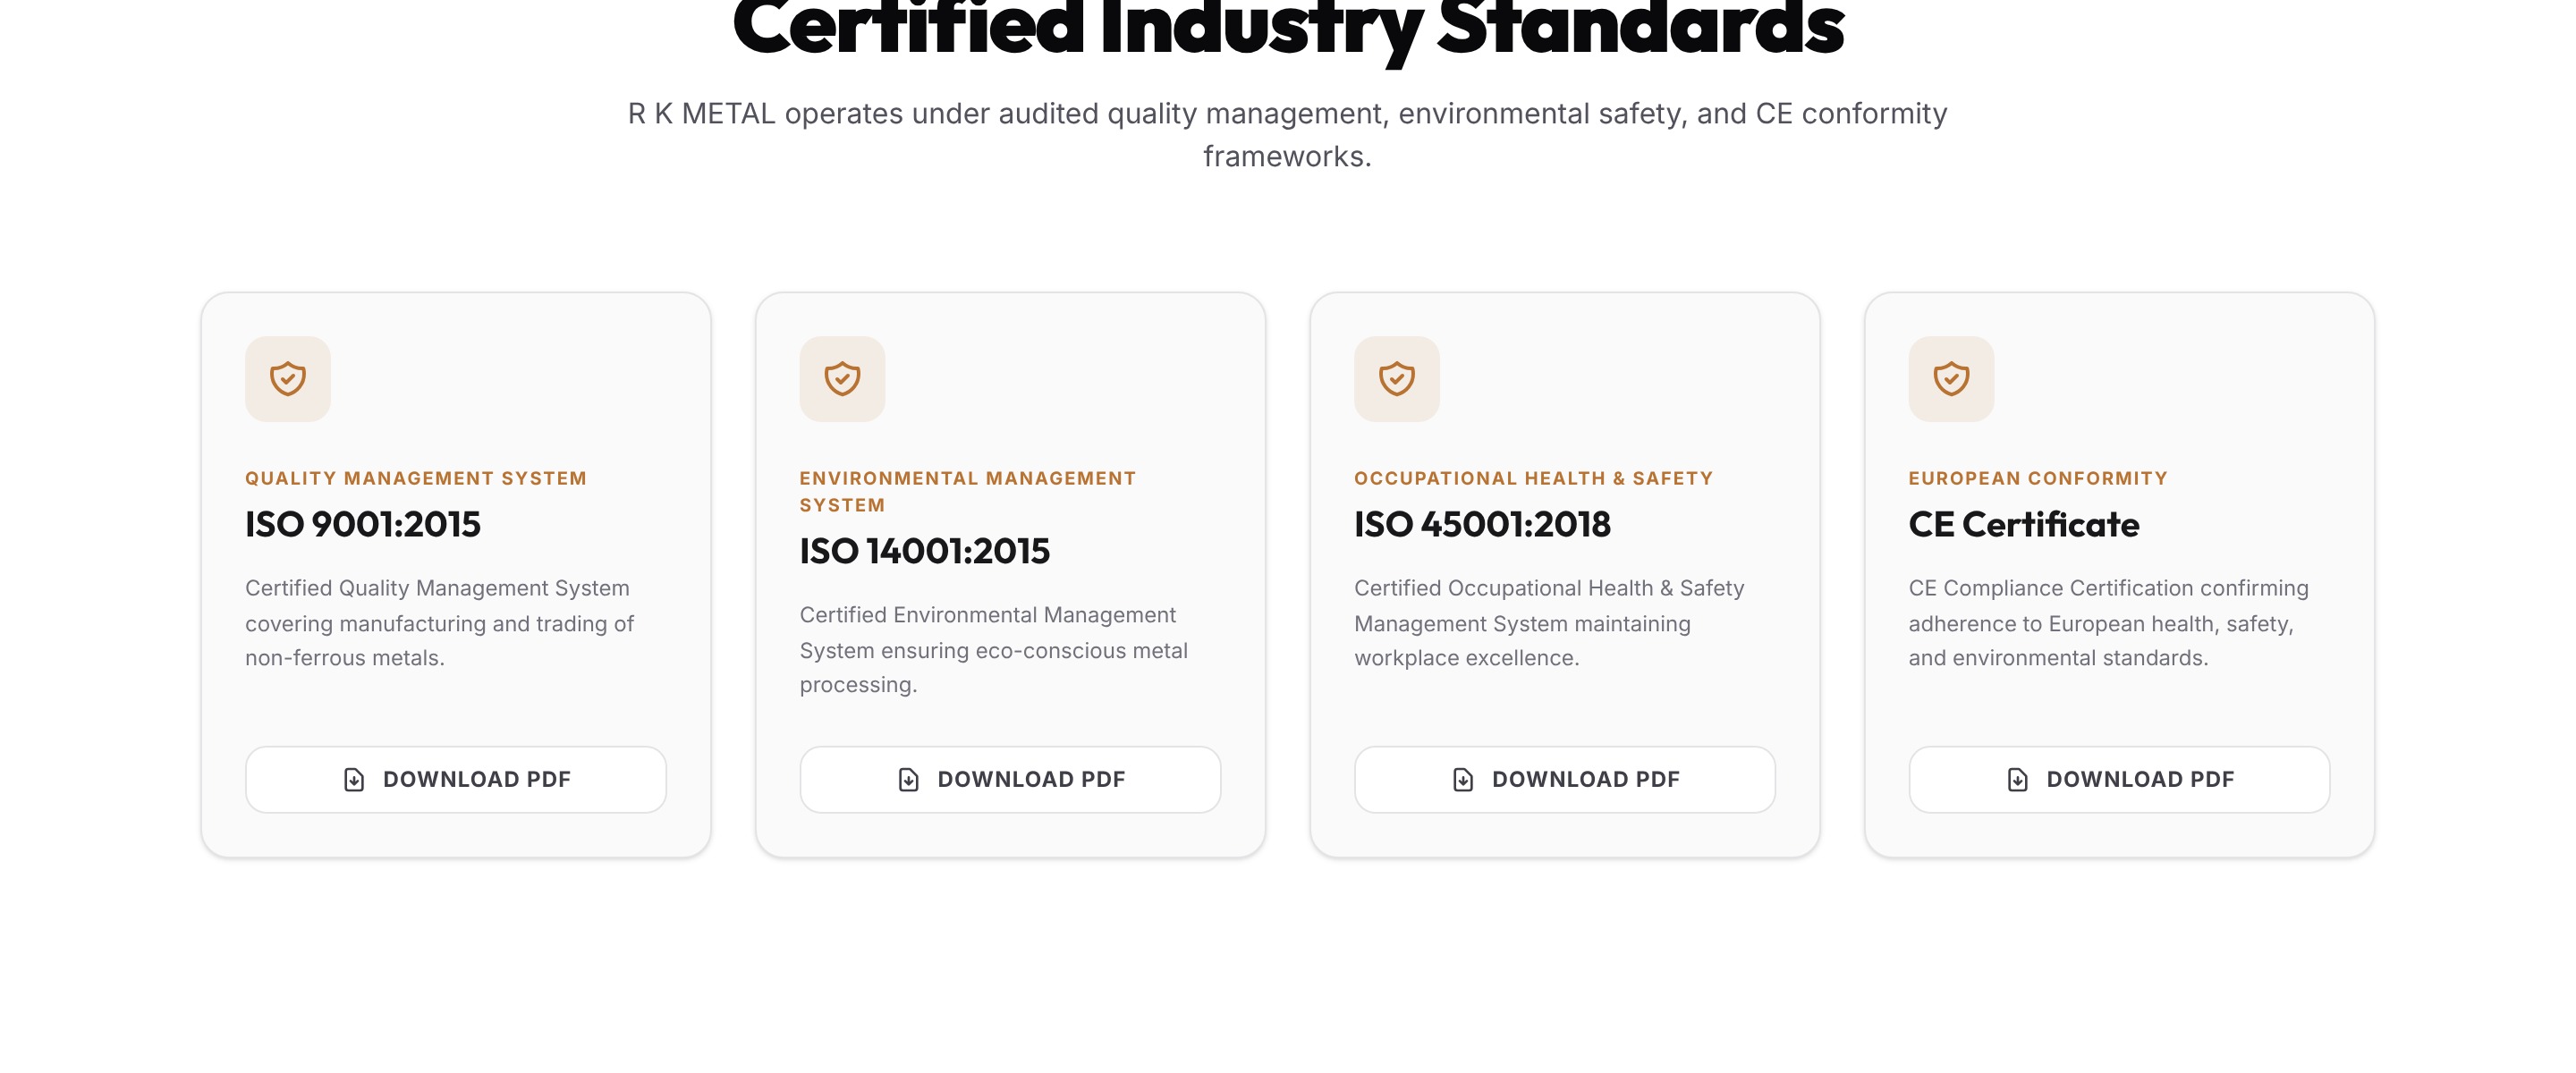 Certified Industry Standards
R K METAL operates under audited quality management, environmental safety, and CE conformity
frameworks.
QUALITY MANAGEMENT SYSTEM
ISO 9001:2015
Certified Quality Management System
covering manufacturing and trading of
non-ferrous metals.
DOWNLOAD PDF
ENVIRONMENTAL MANAGEMENT
SYSTEM
ISO 14001:2015
Certified Environmental Management
System ensuring eco-conscious metal
processing.
DOWNLOAD PDF
OCCUPATIONAL HEALTH & SAFETY
ISO 45001:2018
Certified Occupational Health & Safety
Management System maintaining
workplace excellence.
DOWNLOAD PDF
EUROPEAN CONFORMITY
CE Certificate
CE Compliance Certification confirming
adherence to European health, safety,
and environmental standards.
DOWNLOAD PDF